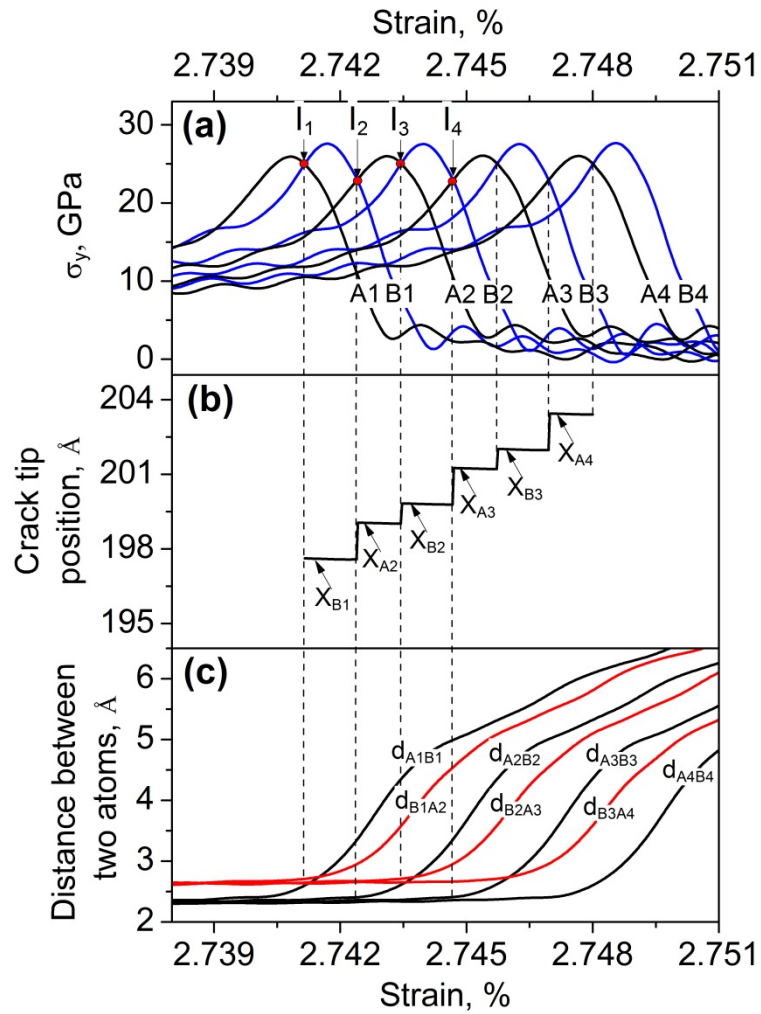 Strain, %
2.739 2.742 2.745 2.748 2.751
(a) I₁ I₂ I₃ I₄
30
20
10
0
σy, GPa
A1 B1 A2 B2 A3 B3 A4 B4
(b)
204
201
198
195
Crack tip
position, Å
XA4
XB3
XA3
XB2
XA2
XB1
(c)
6
5
4
3
2
Distance between
two atoms, Å
dA1B1 dA2B2 dA3B3 dA4B4
dB1A2 dB2A3 dB3A4
2.739 2.742 2.745 2.748 2.751
Strain, %